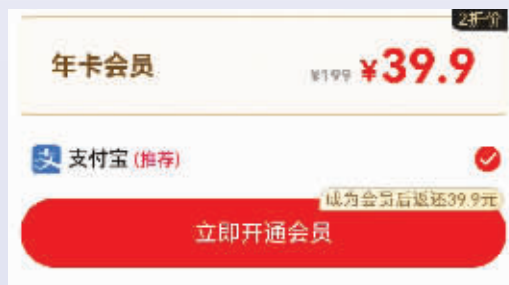 2折价
年卡会员 ¥199 ¥39.9
支付宝(推荐)
成为会员后返还39.9元
立即开通会员